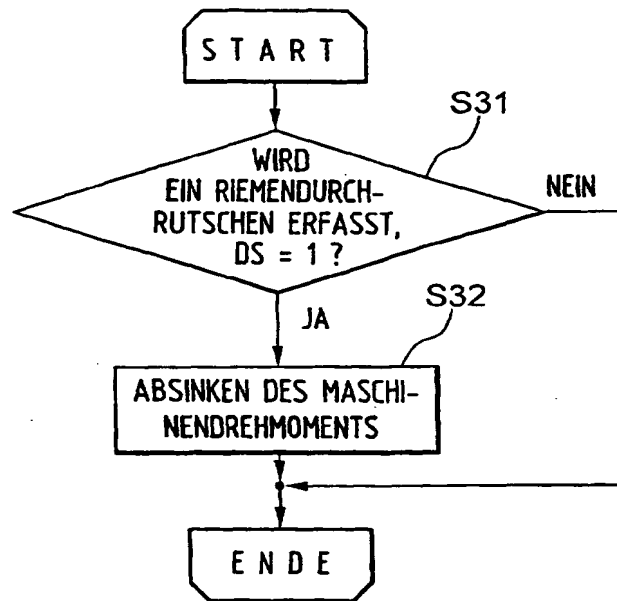 START
S31
WIRD
EIN RIEMENDURCH-
RUTSCHEN ERFASST,
DS = 1 ?
NEIN
JA
S32
ABSINKEN DES MASCHI-
NENDREHMOMENTS
ENDE